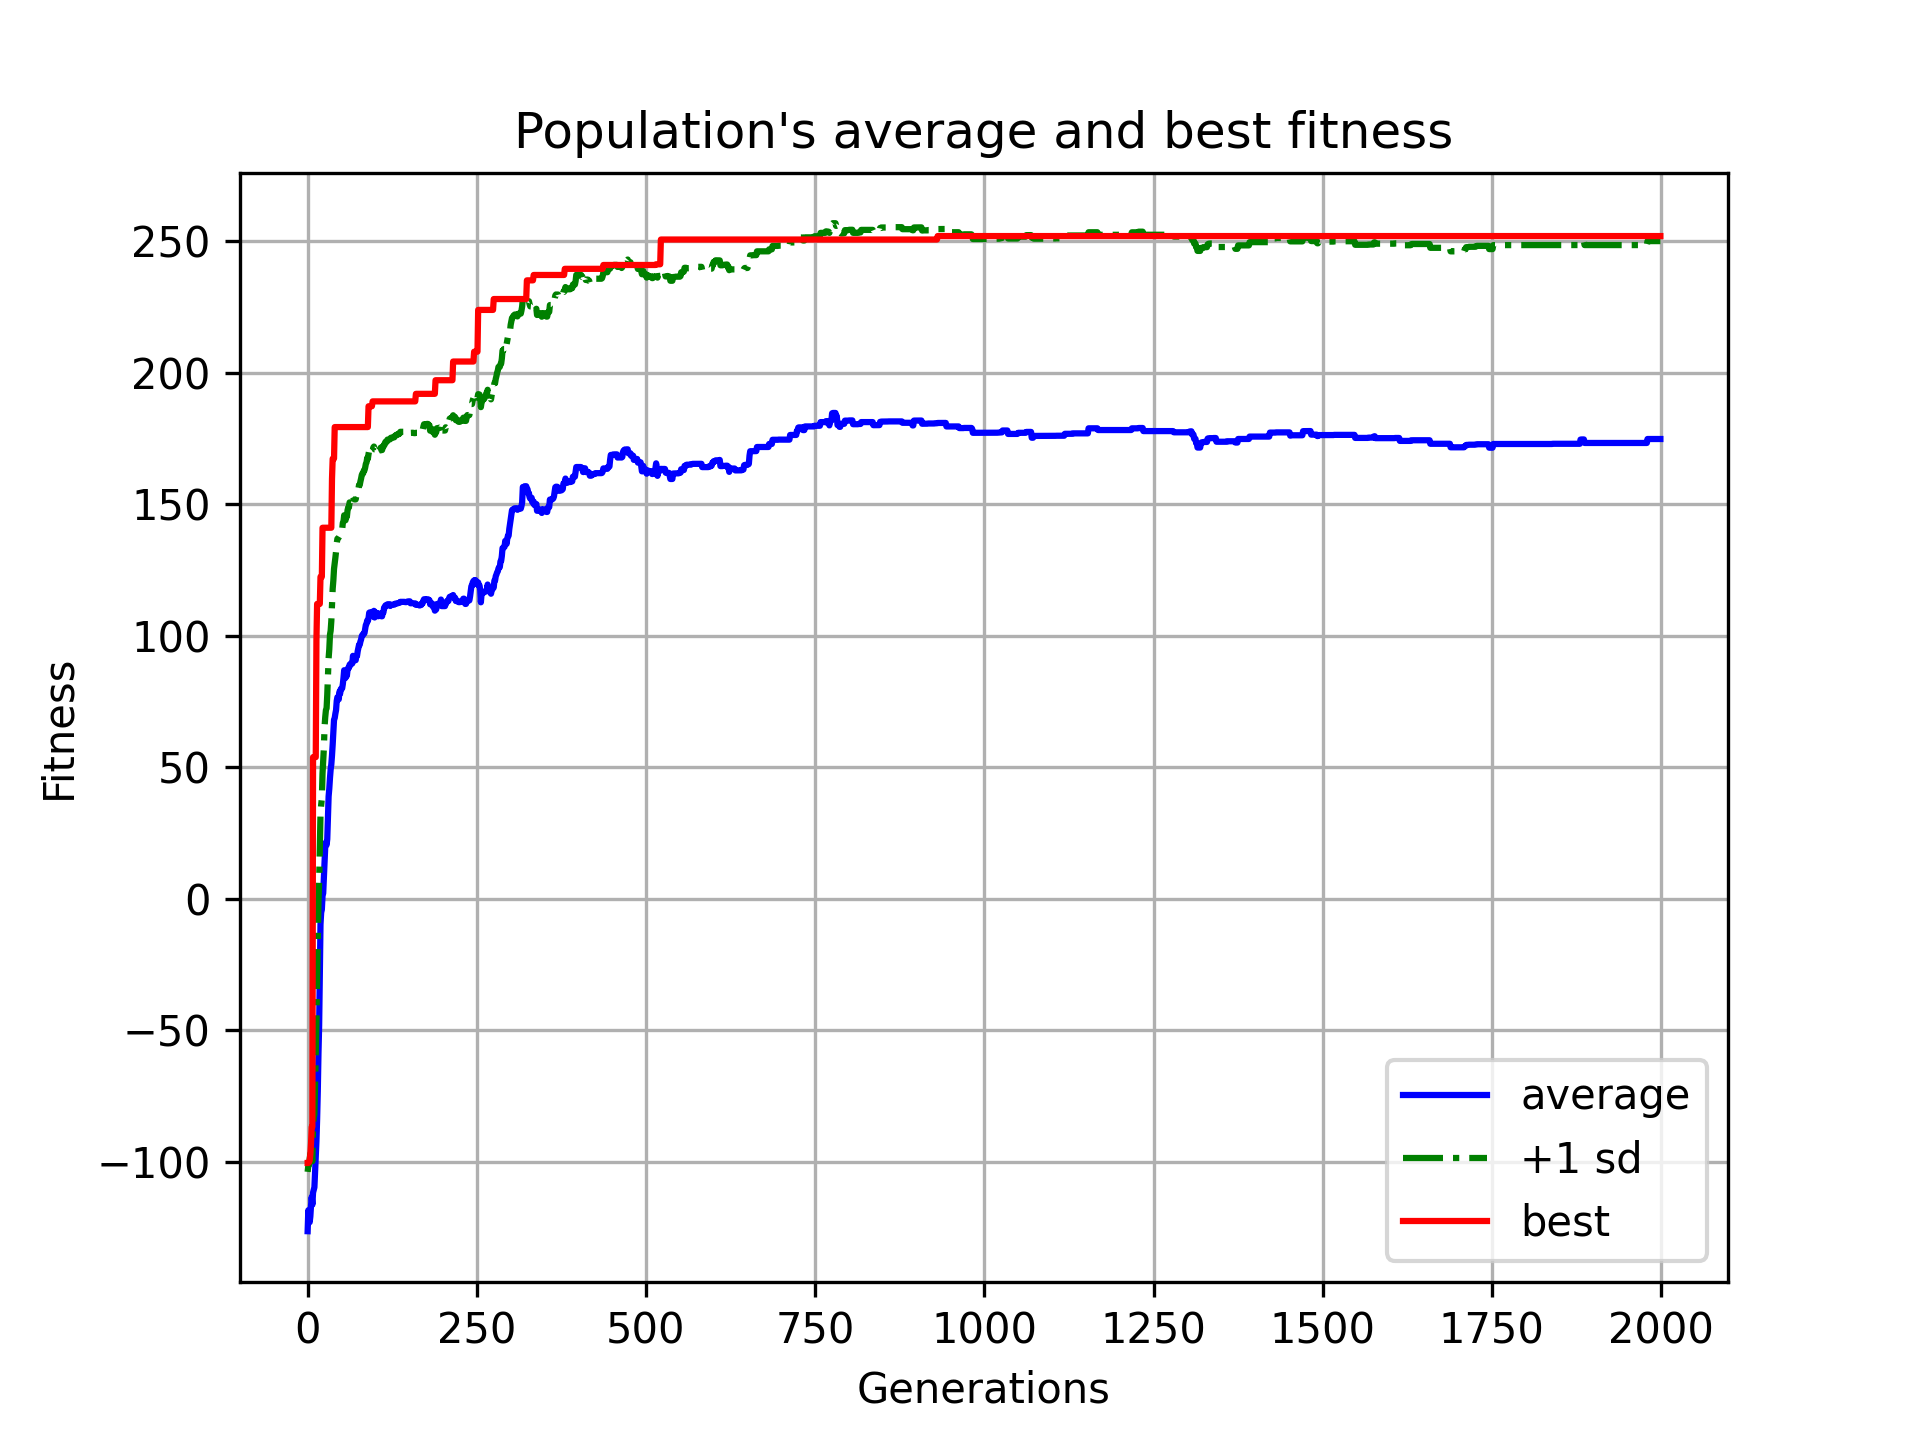 Population's average and best fitness
Fitness
250
200
150
100
50
0
−50
−100
0 250 500 750 1000 1250 1500 1750 2000
Generations
average
+1 sd
best